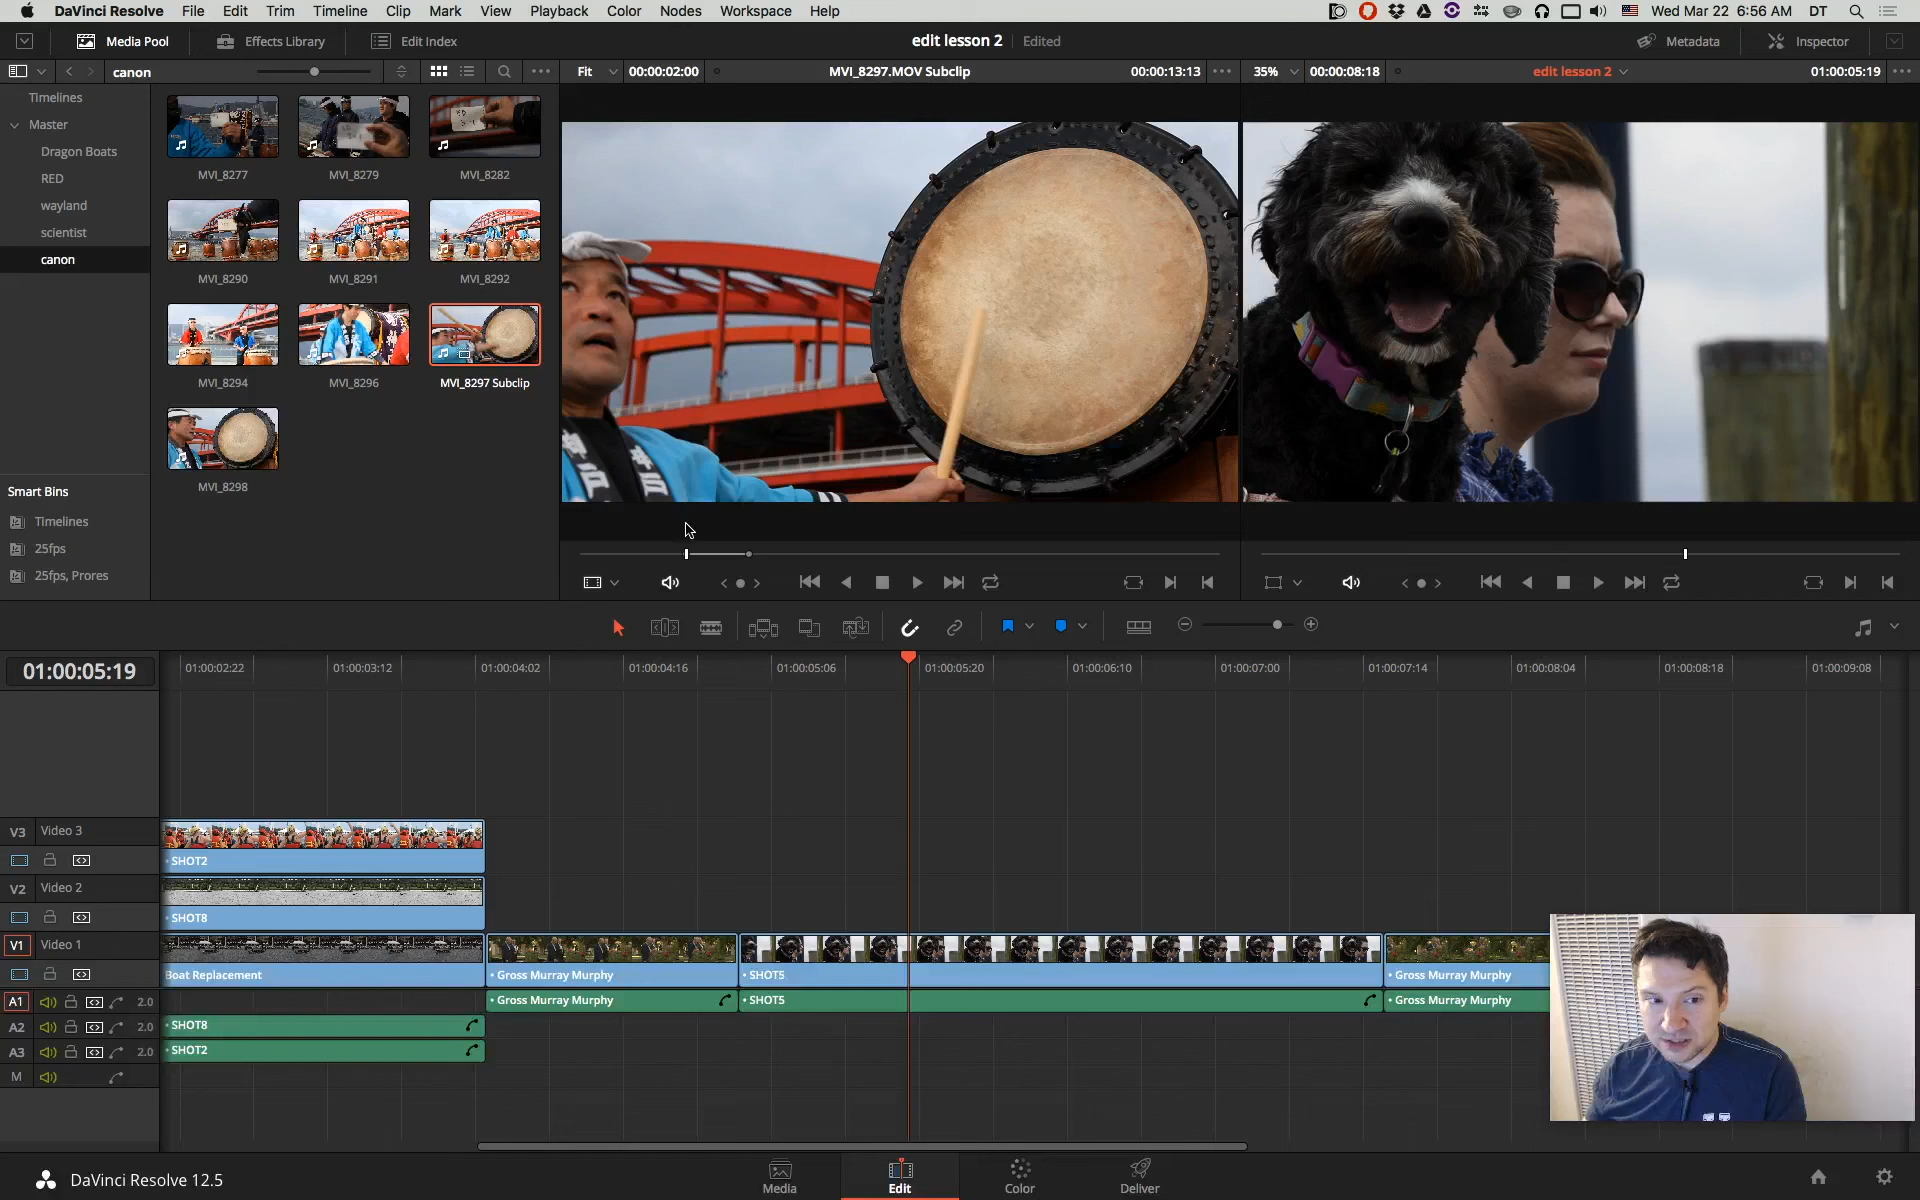 DaVinci Resolve File Edit Trim Timeline Clip Mark View Playback Color Nodes Workspace Help Wed Mar 22 6:56 AM DT
Media Pool Effects Library Edit Index edit lesson 2 Edited Metadata Inspector
canon Fit 00:00:02:00 MVI_8297.MOV Subclip 00:00:13:13 35% 00:00:08:18 edit lesson 2 01:00:05:19
Timelines
Master
Dragon Boats
RED
wayland
scientist
canon
MVI_8277 MVI_8279 MVI_8282
MVI_8290 MVI_8291 MVI_8292
MVI_8294 MVI_8296 MVI_8297 Subclip
MVI_8298
Smart Bins
Timelines
25fps
25fps, Prores
01:00:05:19 01:00:02:22 01:00:03:12 01:00:04:02 01:00:04:16 01:00:05:06 01:00:05:20 01:00:06:10 01:00:07:00 01:00:07:14 01:00:08:04 01:00:08:18 01:00:09:08
V3 Video 3
SHOT2
V2 Video 2
SHOT8
V1 Video 1
Boat Replacement Gross Murray Murphy SHOT5 Gross Murray Murphy
A1 2.0 Gross Murray Murphy SHOT5 Gross Murray Murphy
A2 2.0 SHOT8
A3 2.0 SHOT2
M
DaVinci Resolve 12.5 Media Edit Color Deliver